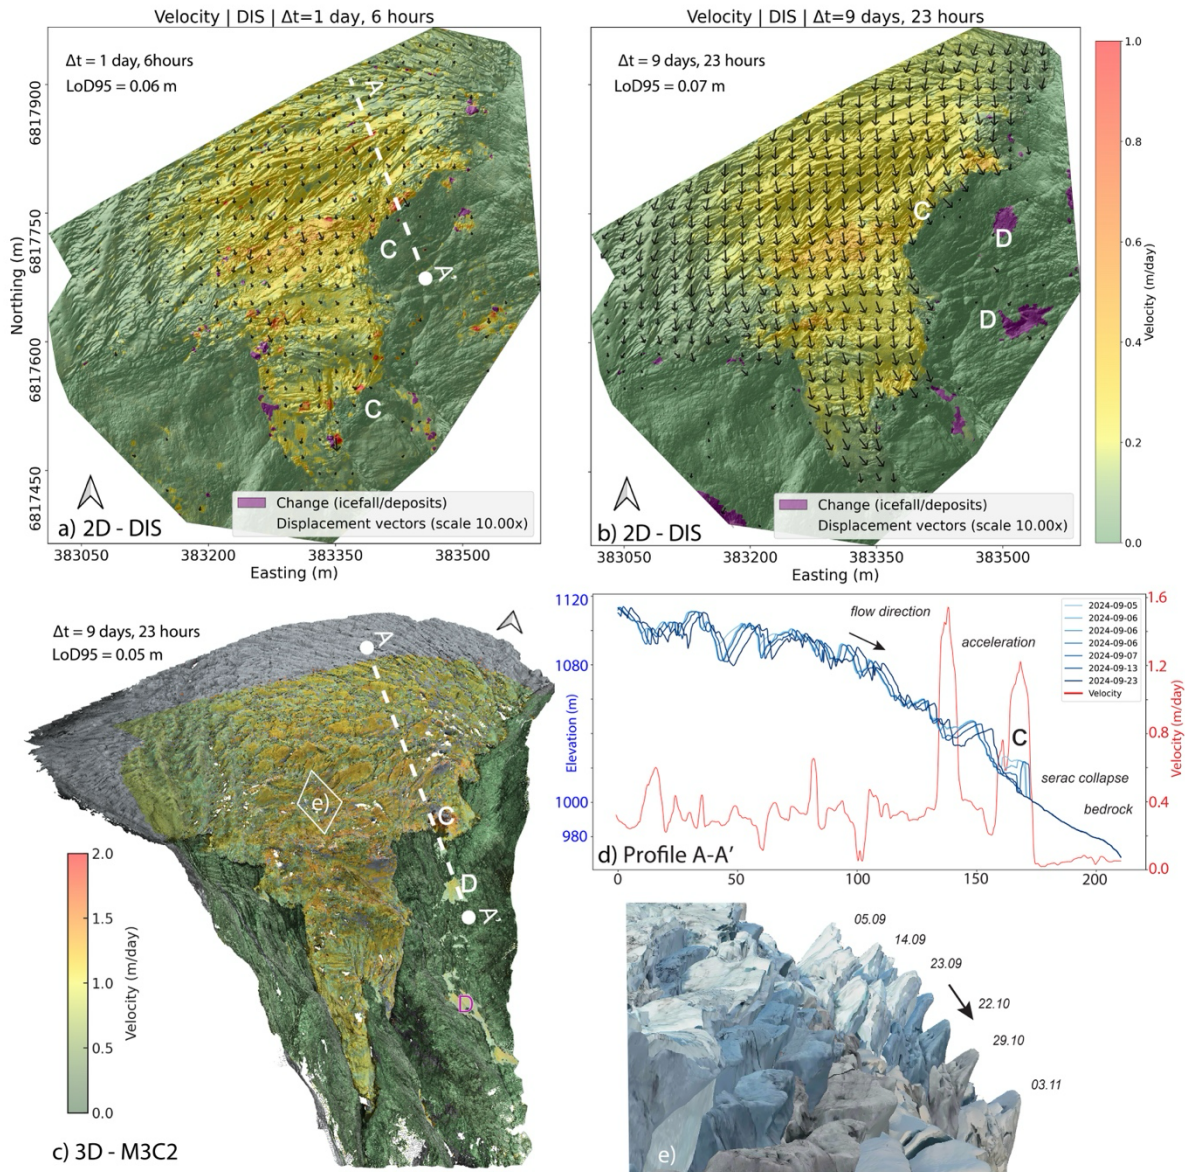 Velocity | DIS | Δt=1 day, 6 hours
Δt = 1 day, 6hours
LoD95 = 0.06 m
A
C
A'
C
Northing (m)
6817900
6817750
6817600
6817450
Change (icefall/deposits)
Displacement vectors (scale 10.00x)
a) 2D - DIS
383050
383200
383350
383500
Easting (m)
Velocity | DIS | Δt=9 days, 23 hours
Δt = 9 days, 23 hours
LoD95 = 0.07 m
C
D
D
Change (icefall/deposits)
Displacement vectors (scale 10.00x)
b) 2D - DIS
383050
383200
383350
383500
Easting (m)
1.0
0.8
0.6
0.4
0.2
0.0
Velocity (m/day)
Δt = 9 days, 23 hours
LoD95 = 0.05 m
A
e)
C
D
A'
D
2.0
1.5
1.0
0.5
0.0
Velocity (m/day)
c) 3D - M3C2
1120
1080
1040
1000
980
Elevation (m)
flow direction
acceleration
2024-09-05
2024-09-06
2024-09-06
2024-09-06
2024-09-07
2024-09-13
2024-09-23
Velocity
C
serac collapse
bedrock
1.6
1.2
0.8
0.4
0.0
Velocity (m/day)
d) Profile A-A'
0
50
100
150
200
05.09
14.09
23.09
22.10
29.10
03.11
e)